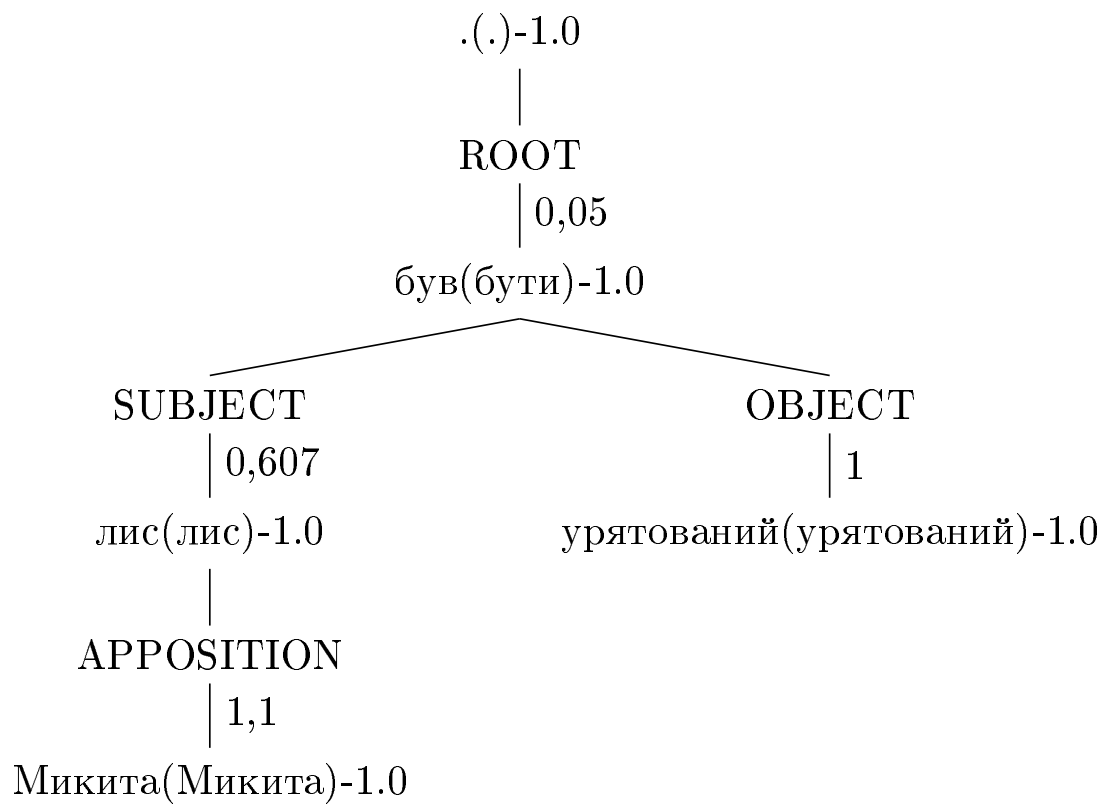 .(.)-1.0
ROOT
0,05
був(бути)-1.0
SUBJECT OBJECT
0,607 1
лис(лис)-1.0 урятований(урятований)-1.0
APPOSITION
1,1
Микита(Микита)-1.0